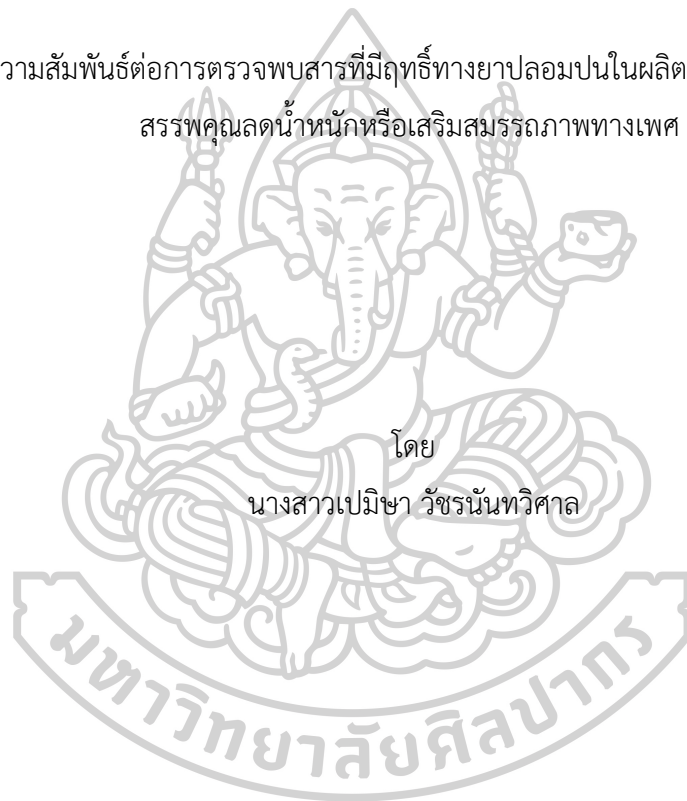 วามสัมพันธ์ต่อการตรวจพบสารที่มีฤทธิ์ทางยาปลอมปนในผลิต
สรรพคุณลดน้ำหนักหรือเสริมสมรรถภาพทางเพศ
โดย
นางสาวเปมิษา วัชรนันทวิศาล
มหาวิทยาลัยศิลปากร